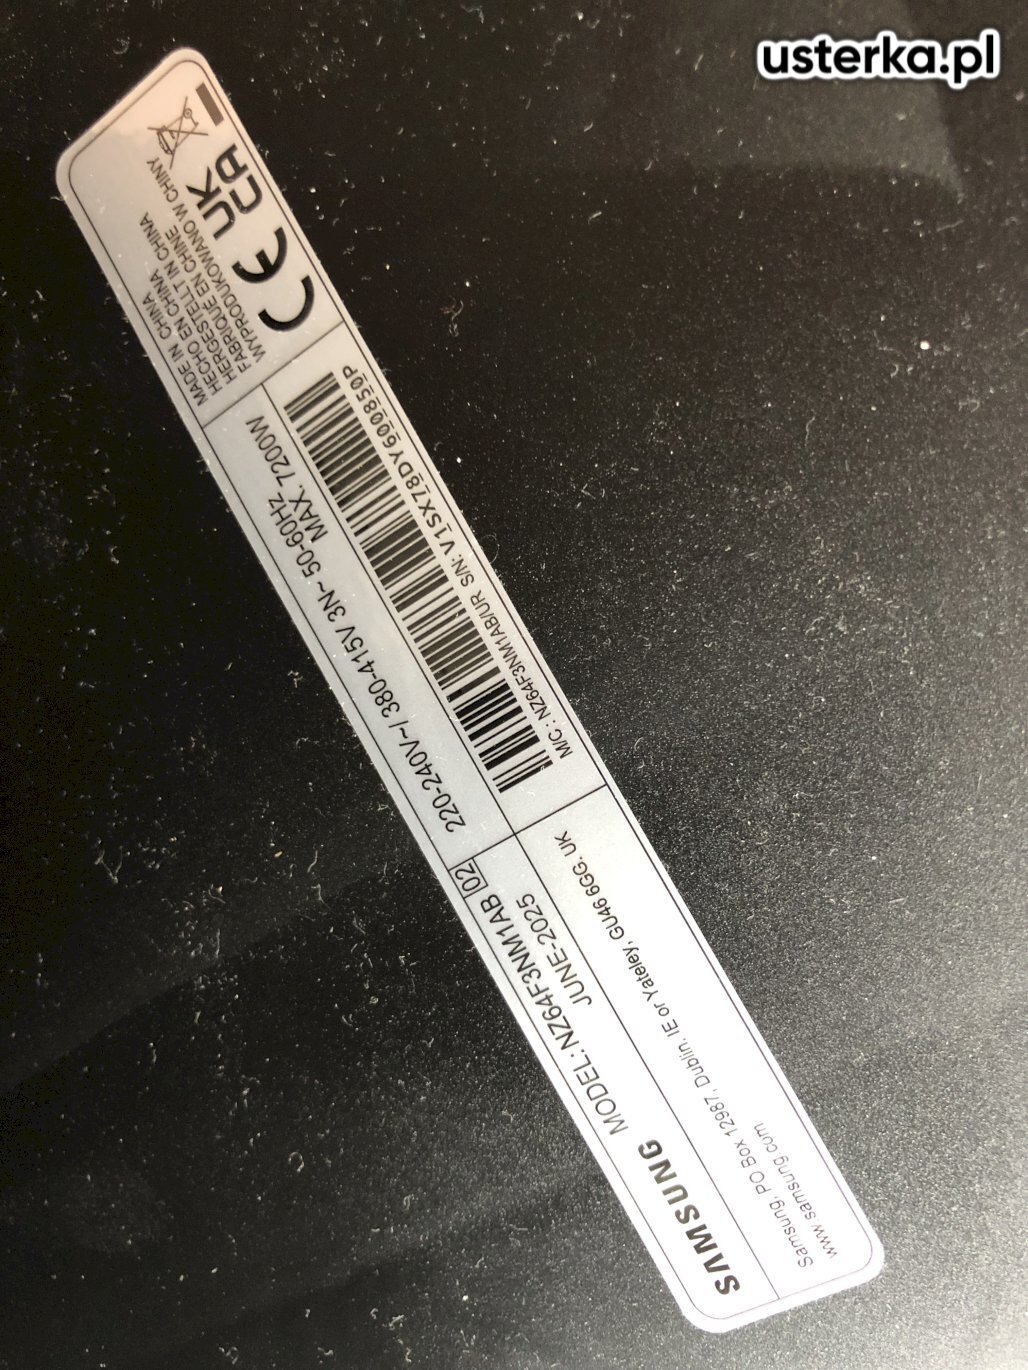 usterka.pl
SAMSUNG
MODEL: NZ64F3NM1AB 02
JUNE-2025
Samsung, PO Box 12987, Dublin. IE or Yateley, GU46 6GG. UK
www.samsung.com
220-240V~/ 380-415V 3N~ 50-60HZ
MAX. 7200W
M/C : NZ64F3NM1AB/UR S/N: V1SX78DY600850P
MADE IN CHINA
HECHO EN CHINA
HERGESTELLT IN CHINA
FABRIQUÉ EN CHINE
WYPRODUKOWANO W CHINY
CE
UK
CA